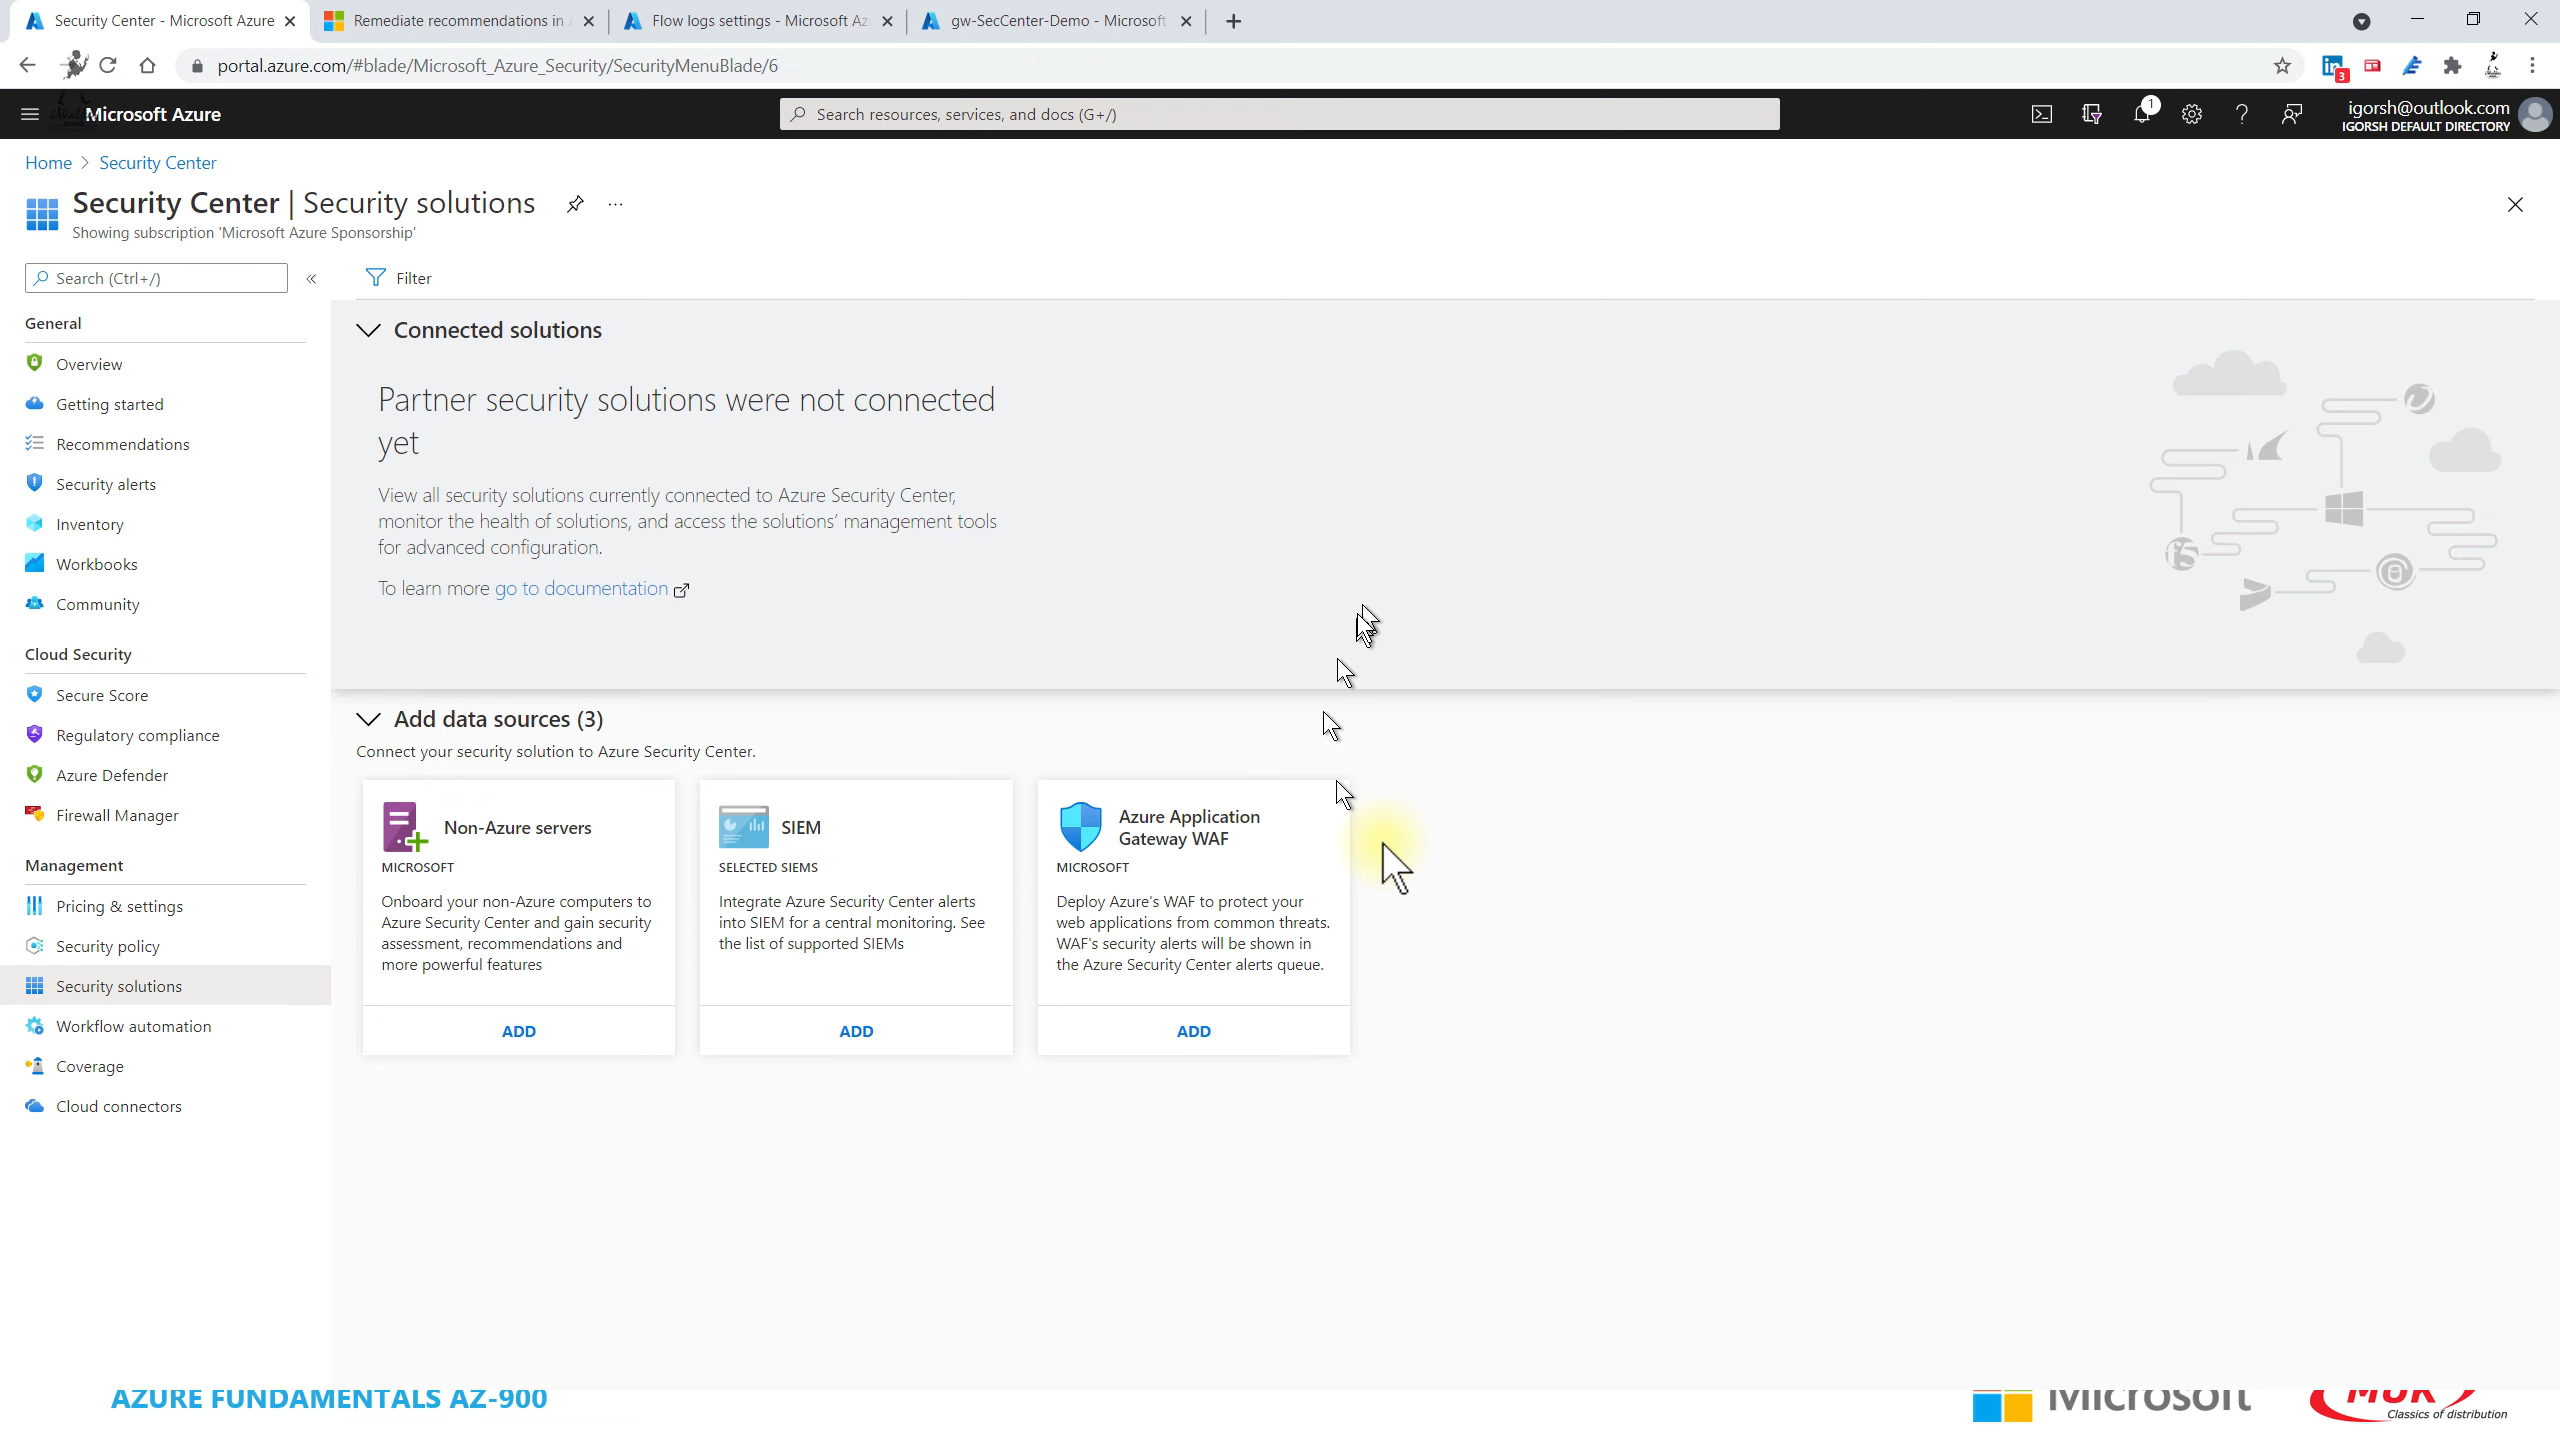 Security Center - Microsoft Azure
Remediate recommendations in
Flow logs settings - Microsoft Az
gw-SecCenter-Demo - Microsoft
portal.azure.com/#blade/Microsoft_Azure_Security/SecurityMenuBlade/6
3
Microsoft Azure
Search resources, services, and docs (G+/)
1
igorsh@outlook.com
IGORSH DEFAULT DIRECTORY
Home > Security Center
Security Center | Security solutions
Showing subscription 'Microsoft Azure Sponsorship'
Search (Ctrl+/)
Filter
General
Overview
Getting started
Recommendations
Security alerts
Inventory
Workbooks
Community
Cloud Security
Secure Score
Regulatory compliance
Azure Defender
Firewall Manager
Management
Pricing & settings
Security policy
Security solutions
Workflow automation
Coverage
Cloud connectors
Connected solutions
Partner security solutions were not connected
yet
View all security solutions currently connected to Azure Security Center,
monitor the health of solutions, and access the solutions' management tools
for advanced configuration.
To learn more go to documentation
f5
Add data sources (3)
Connect your security solution to Azure Security Center.
Non-Azure servers
MICROSOFT
Onboard your non-Azure computers to
Azure Security Center and gain security
assessment, recommendations and
more powerful features
ADD
SIEM
SELECTED SIEMS
Integrate Azure Security Center alerts
into SIEM for a central monitoring. See
the list of supported SIEMs
ADD
Azure Application
Gateway WAF
MICROSOFT
Deploy Azure's WAF to protect your
web applications from common threats.
WAF's security alerts will be shown in
the Azure Security Center alerts queue.
ADD
AZURE FUNDAMENTALS AZ-900
Microsoft
MUK
Classics of distribution